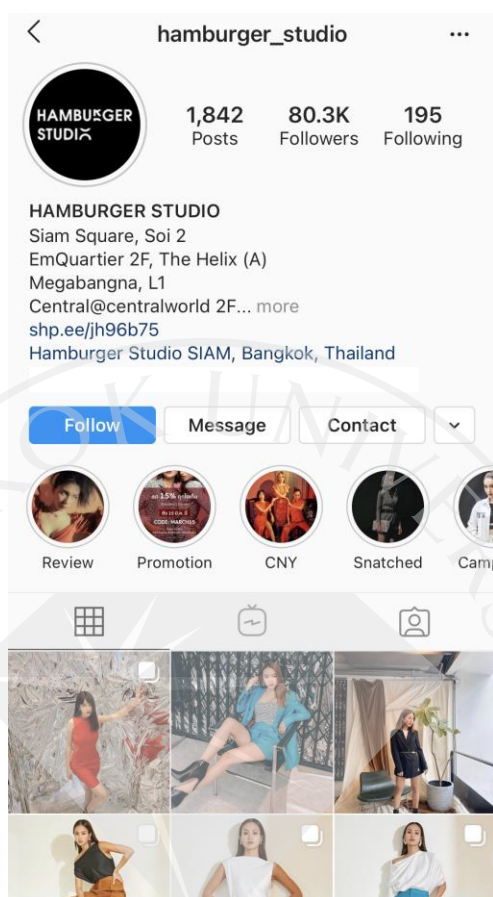 hamburger_studio
HAMBURGER
STUDIO
1,842
Posts
80.3K
Followers
195
Following
HAMBURGER STUDIO
Siam Square, Soi 2
EmQuartier 2F, The Helix (A)
Megabangna, L1
Central@centralworld 2F... more
shp.ee/jh96b75
Hamburger Studio SIAM, Bangkok, Thailand
Follow
Message
Contact
Review
Promotion
CNY
Snatched
Camp